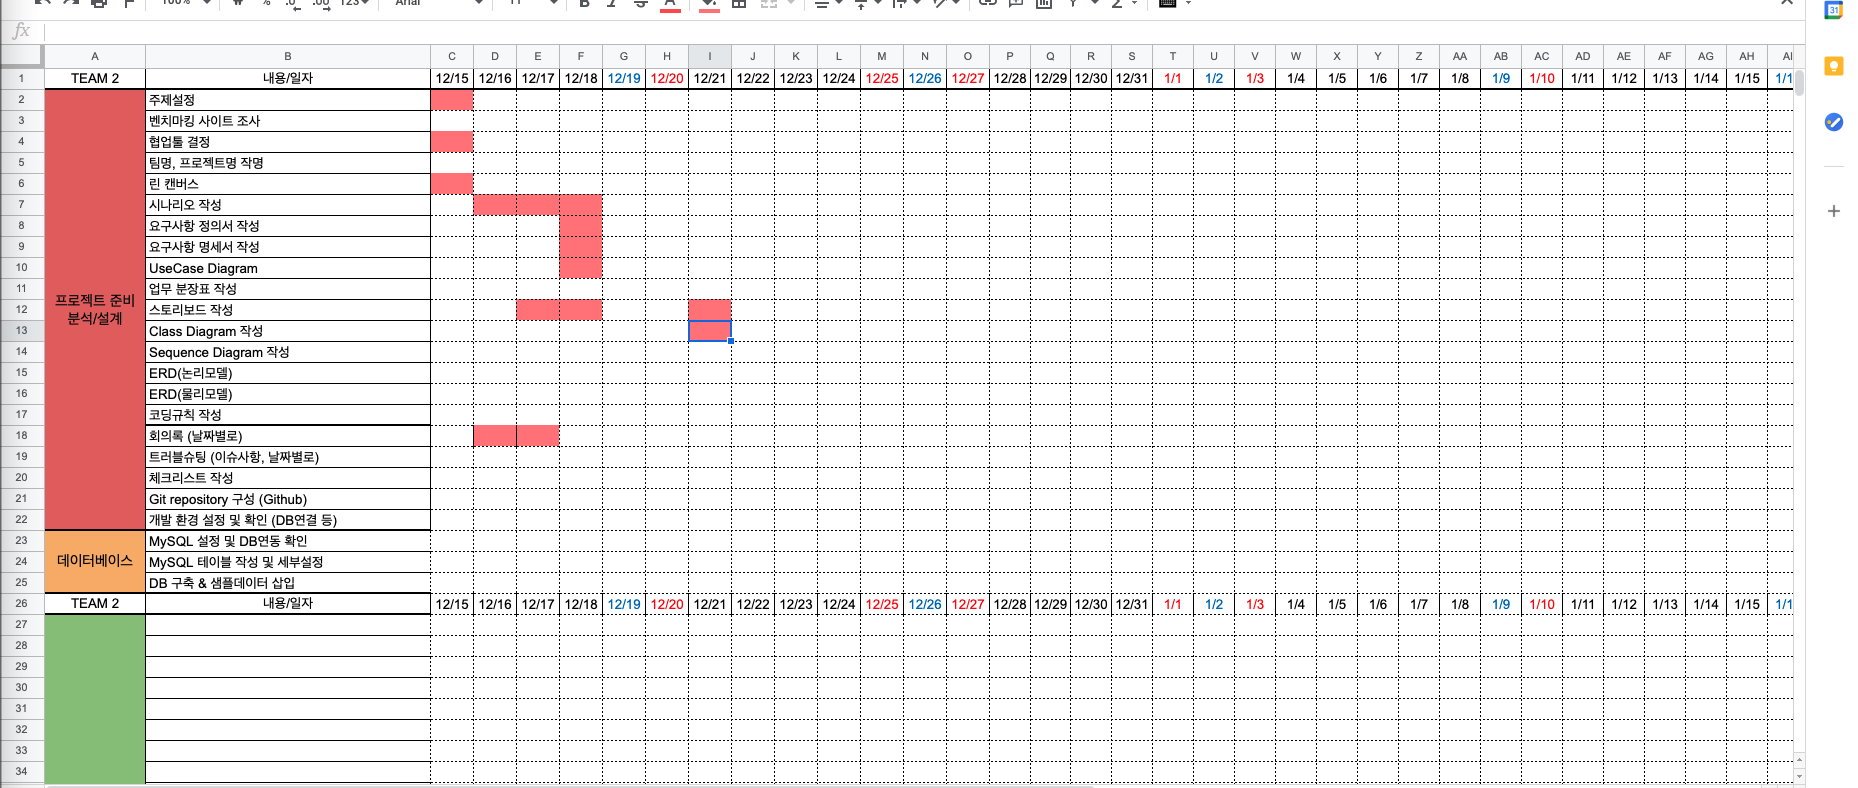 100% ₩ % .0 .00 123 Arial 11 B I S A
fx
A B C D E F G H I J K L M N O P Q R S T U V W X Y Z AA AB AC AD AE AF AG AH AI
1 TEAM 2 내용/일자 12/15 12/16 12/17 12/18 12/19 12/20 12/21 12/22 12/23 12/24 12/25 12/26 12/27 12/28 12/29 12/30 12/31 1/1 1/2 1/3 1/4 1/5 1/6 1/7 1/8 1/9 1/10 1/11 1/12 1/13 1/14 1/15 1/1
2 주제설정
3 벤치마킹 사이트 조사
4 협업툴 결정
5 팀명, 프로젝트명 작명
6 린 캔버스
7 시나리오 작성
8 요구사항 정의서 작성
9 요구사항 명세서 작성
10 UseCase Diagram
11 업무 분장표 작성
프로젝트 준비
분석/설계
12 스토리보드 작성
13 Class Diagram 작성
14 Sequence Diagram 작성
15 ERD(논리모델)
16 ERD(물리모델)
17 코딩규칙 작성
18 회의록 (날짜별로)
19 트러블슈팅 (이슈사항, 날짜별로)
20 체크리스트 작성
21 Git repository 구성 (Github)
22 개발 환경 설정 및 확인 (DB연결 등)
23 MySQL 설정 및 DB연동 확인
24 데이터베이스 MySQL 테이블 작성 및 세부설정
25 DB 구축 & 샘플데이터 삽입
26 TEAM 2 내용/일자 12/15 12/16 12/17 12/18 12/19 12/20 12/21 12/22 12/23 12/24 12/25 12/26 12/27 12/28 12/29 12/30 12/31 1/1 1/2 1/3 1/4 1/5 1/6 1/7 1/8 1/9 1/10 1/11 1/12 1/13 1/14 1/15 1/1
27
28
29
30
31
32
33
34
31